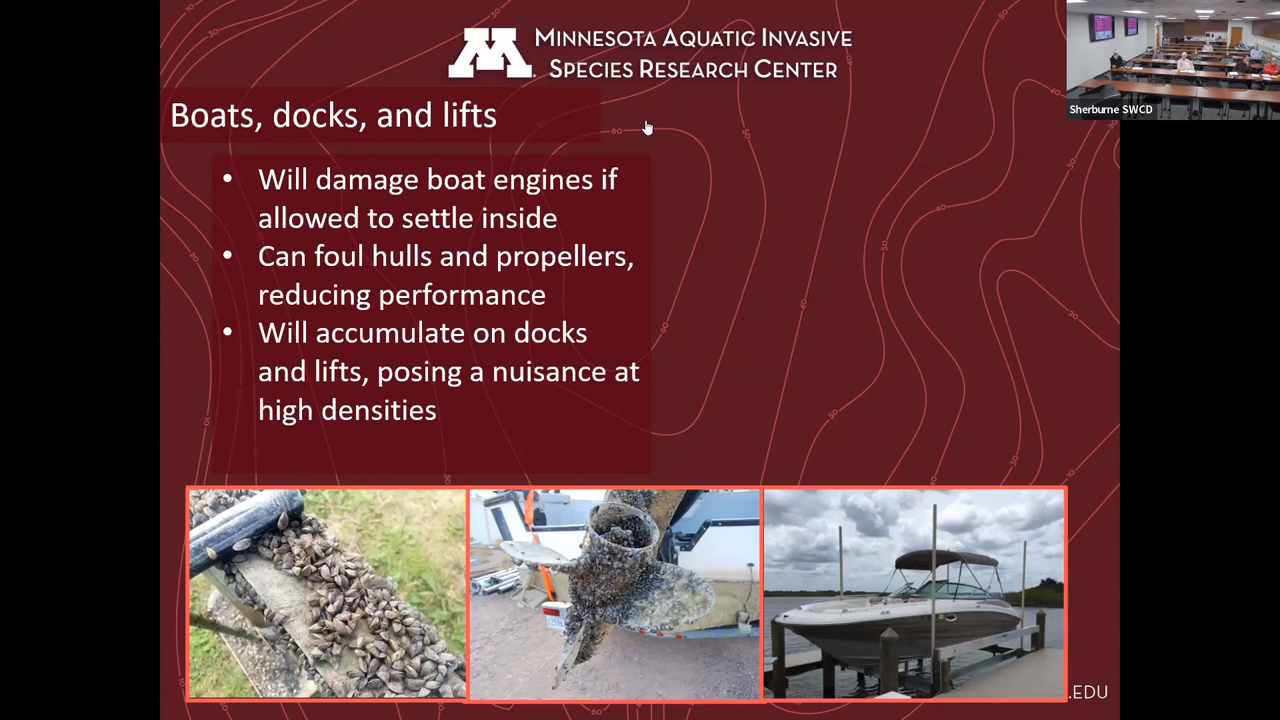 MINNESOTA AQUATIC INVASIVE
SPECIES RESEARCH CENTER
Sherburne SWCD
Boats, docks, and lifts
• Will damage boat engines if
allowed to settle inside
• Can foul hulls and propellers,
reducing performance
• Will accumulate on docks
and lifts, posing a nuisance at
high densities
.EDU